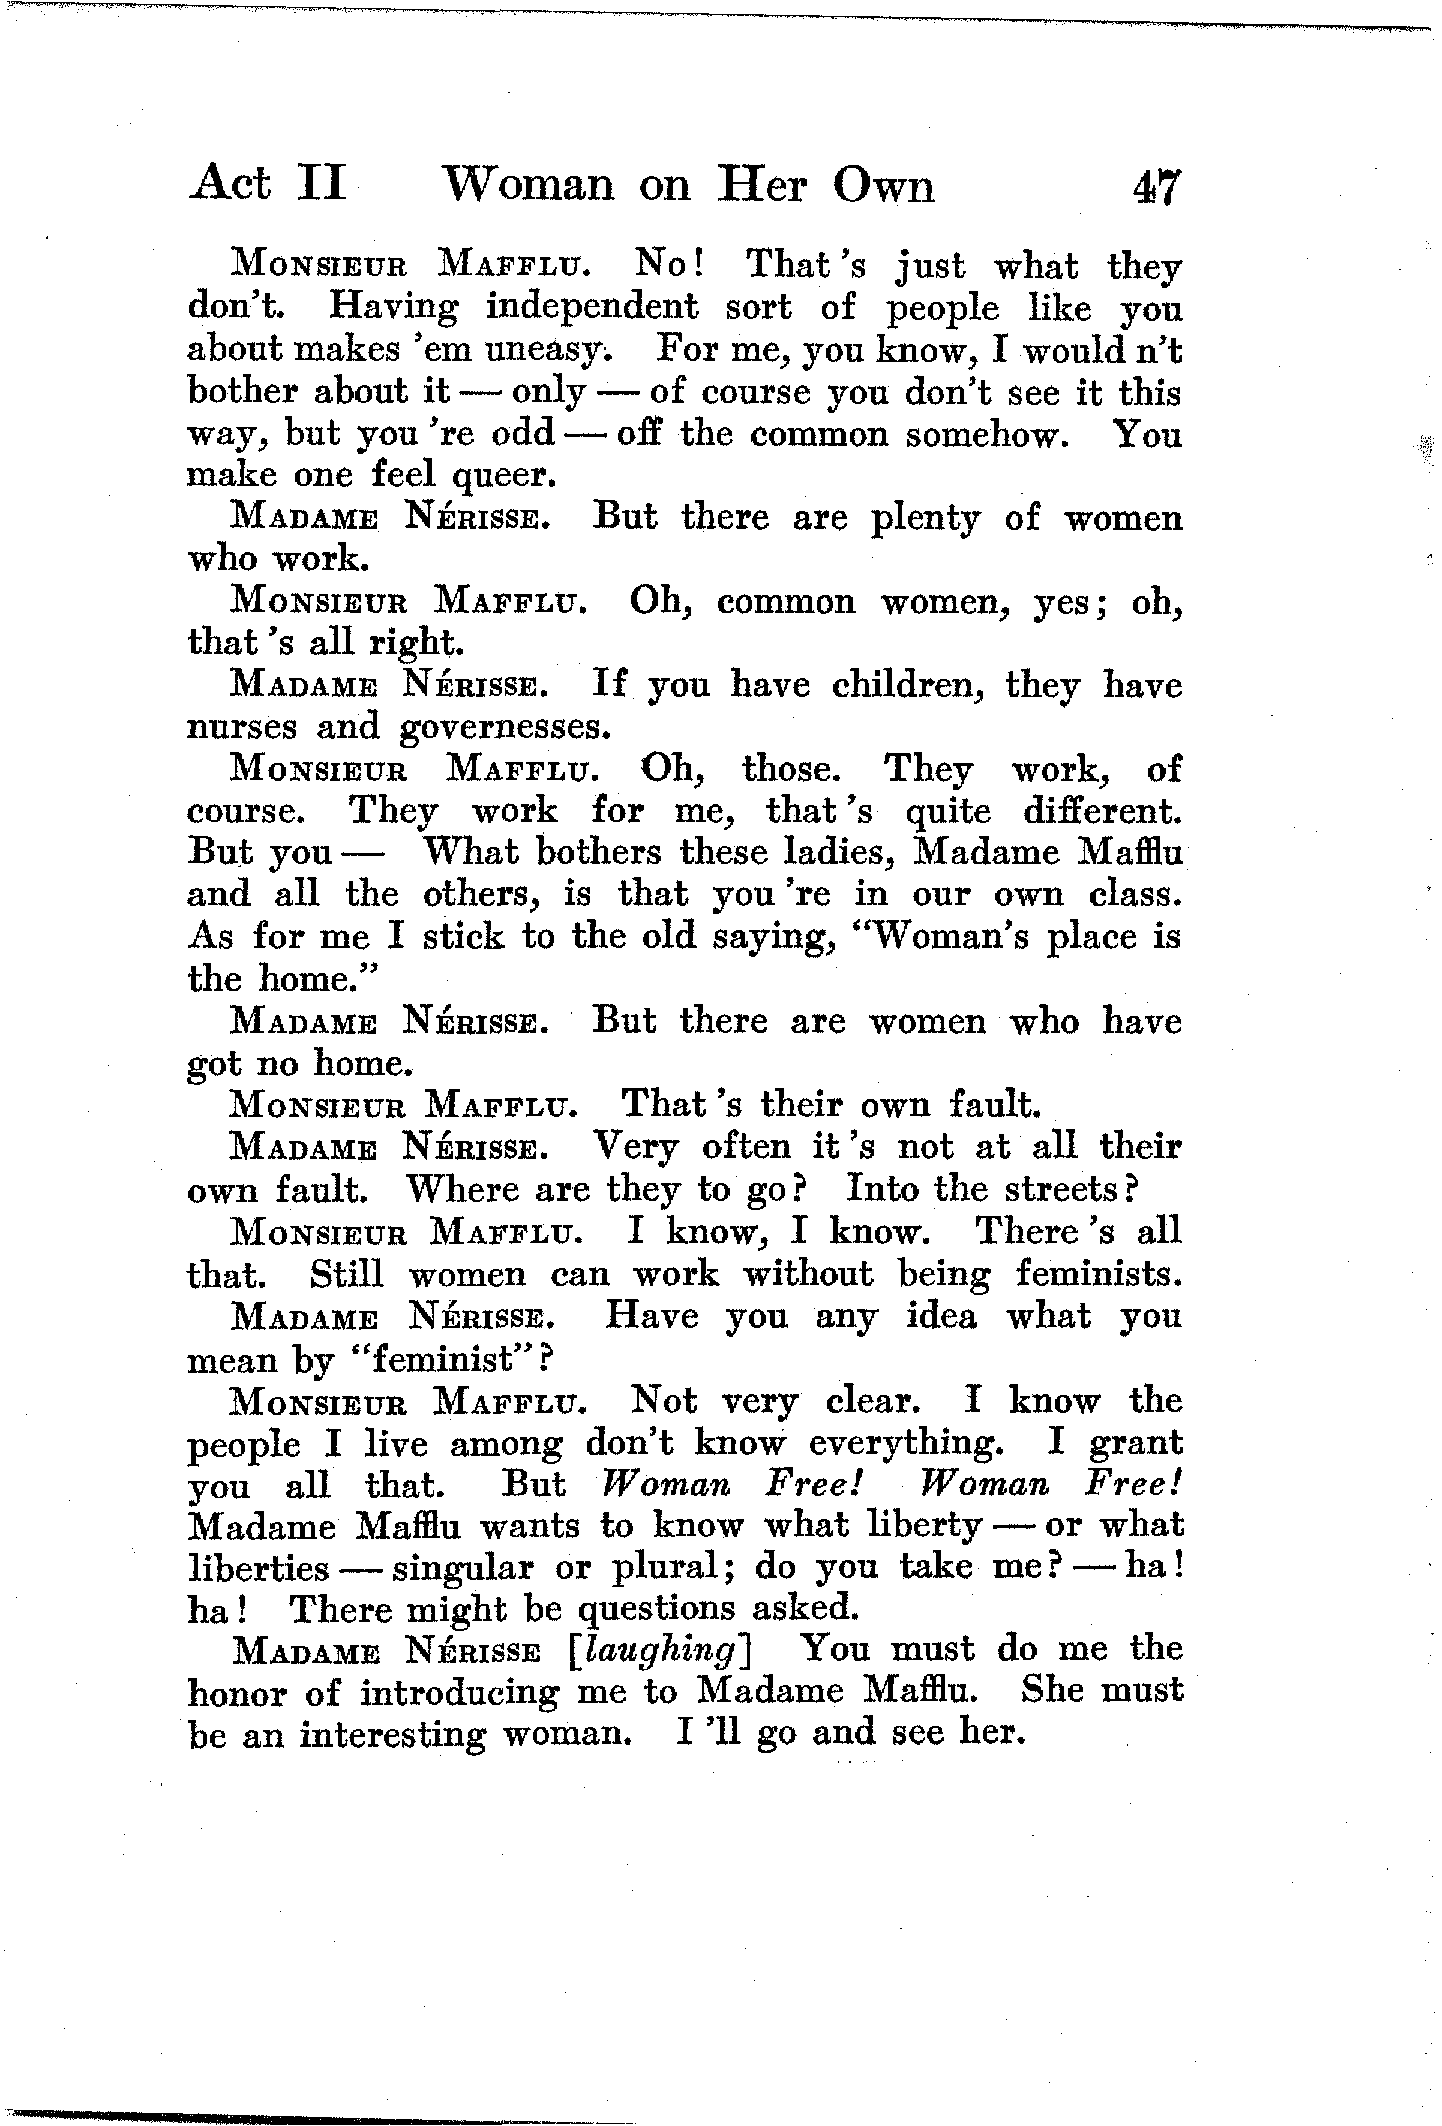 Act II Woman on Her Own 47
MONSIEUR MAFFLU. No! That 's just what they
don't. Having independent sort of people like you
about makes 'em uneasy. For me, you know, I would n't
bother about it — only — of course you don't see it this
way, but you 're odd — off the common somehow. You
make one feel queer.
MADAME NÉRISSE. But there are plenty of women
who work.
MONSIEUR MAFFLU. Oh, common women, yes; oh,
that 's all right.
MADAME NÉRISSE. If you have children, they have
nurses and governesses.
MONSIEUR MAFFLU. Oh, those. They work, of
course. They work for me, that 's quite different.
But you — What bothers these ladies, Madame Mafflu
and all the others, is that you 're in our own class.
As for me I stick to the old saying, "Woman's place is
the home."
MADAME NÉRISSE. But there are women who have
got no home.
MONSIEUR MAFFLU. That 's their own fault.
MADAME NÉRISSE. Very often it 's not at all their
own fault. Where are they to go? Into the streets?
MONSIEUR MAFFLU. I know, I know. There 's all
that. Still women can work without being feminists.
MADAME NÉRISSE. Have you any idea what you
mean by "feminist"?
MONSIEUR MAFFLU. Not very clear. I know the
people I live among don't know everything. I grant
you all that. But Woman Free! Woman Free!
Madame Mafflu wants to know what liberty — or what
liberties — singular or plural; do you take me? — ha!
ha! There might be questions asked.
MADAME NÉRISSE [laughing] You must do me the
honor of introducing me to Madame Mafflu. She must
be an interesting woman. I 'll go and see her.